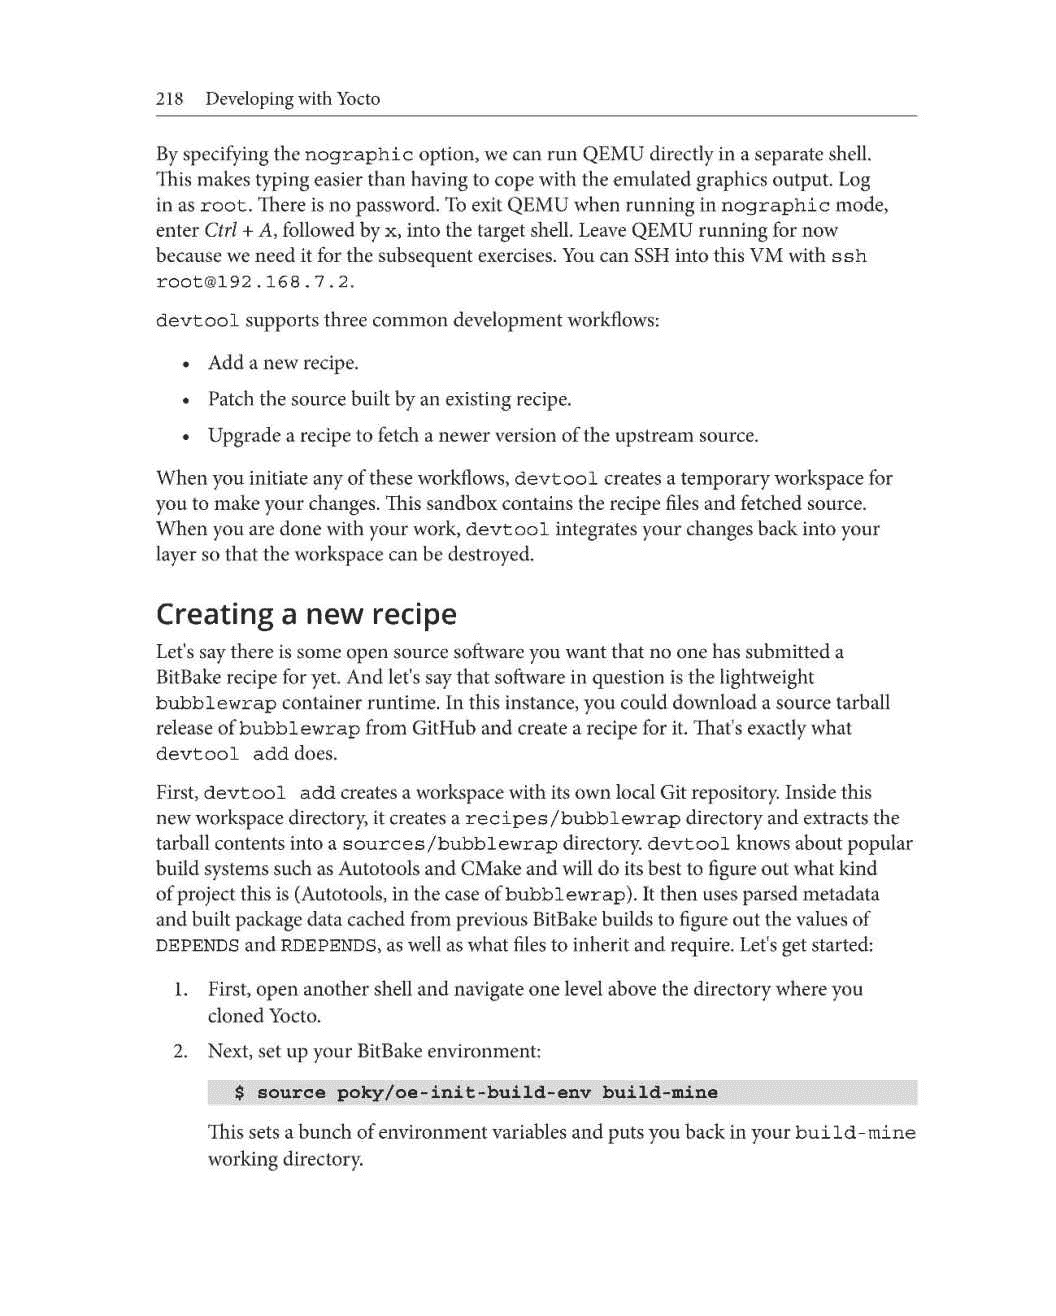 218 Developing with Yocto
By specifying the nographic option, we can run QEMU directly in a separate shell.
This makes typing easier than having to cope with the emulated graphics output. Log
in as root. There is no password. To exit QEMU when running in nographic mode,
enter Ctrl + A, followed by x, into the target shell. Leave QEMU running for now
because we need it for the subsequent exercises. You can SSH into this VM with ssh
root@192.168.7.2.
devtool supports three common development workflows:
• Add a new recipe.
• Patch the source built by an existing recipe.
• Upgrade a recipe to fetch a newer version of the upstream source.
When you initiate any of these workflows, devtool creates a temporary workspace for
you to make your changes. This sandbox contains the recipe files and fetched source.
When you are done with your work, devtool integrates your changes back into your
layer so that the workspace can be destroyed.
Creating a new recipe
Let's say there is some open source software you want that no one has submitted a
BitBake recipe for yet. And let's say that software in question is the lightweight
bubblewrap container runtime. In this instance, you could download a source tarball
release of bubblewrap from GitHub and create a recipe for it. That's exactly what
devtool add does.
First, devtool add creates a workspace with its own local Git repository. Inside this
new workspace directory, it creates a recipes/bubblewrap directory and extracts the
tarball contents into a sources/bubblewrap directory. devtool knows about popular
build systems such as Autotools and CMake and will do its best to figure out what kind
of project this is (Autotools, in the case of bubblewrap). It then uses parsed metadata
and built package data cached from previous BitBake builds to figure out the values of
DEPENDS and RDEPENDS, as well as what files to inherit and require. Let's get started:
1. First, open another shell and navigate one level above the directory where you
cloned Yocto.
2. Next, set up your BitBake environment:
$ source poky/oe-init-build-env build-mine
This sets a bunch of environment variables and puts you back in your build-mine
working directory.